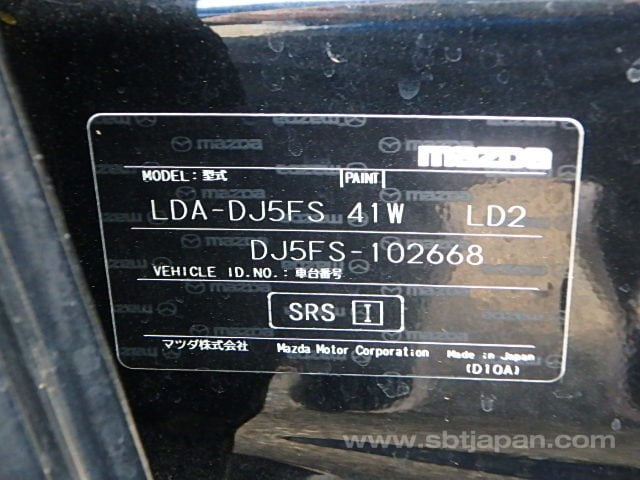 mazda
MODEL: 型式 PAINT
LDA-DJ5FS 41W LD2
DJ5FS-102668
VEHICLE ID.NO.: 車台番号
SRS I
マツダ株式会社 Mazda Motor Corporation Made in Japan
(D10A)
www.sbtjapan.com